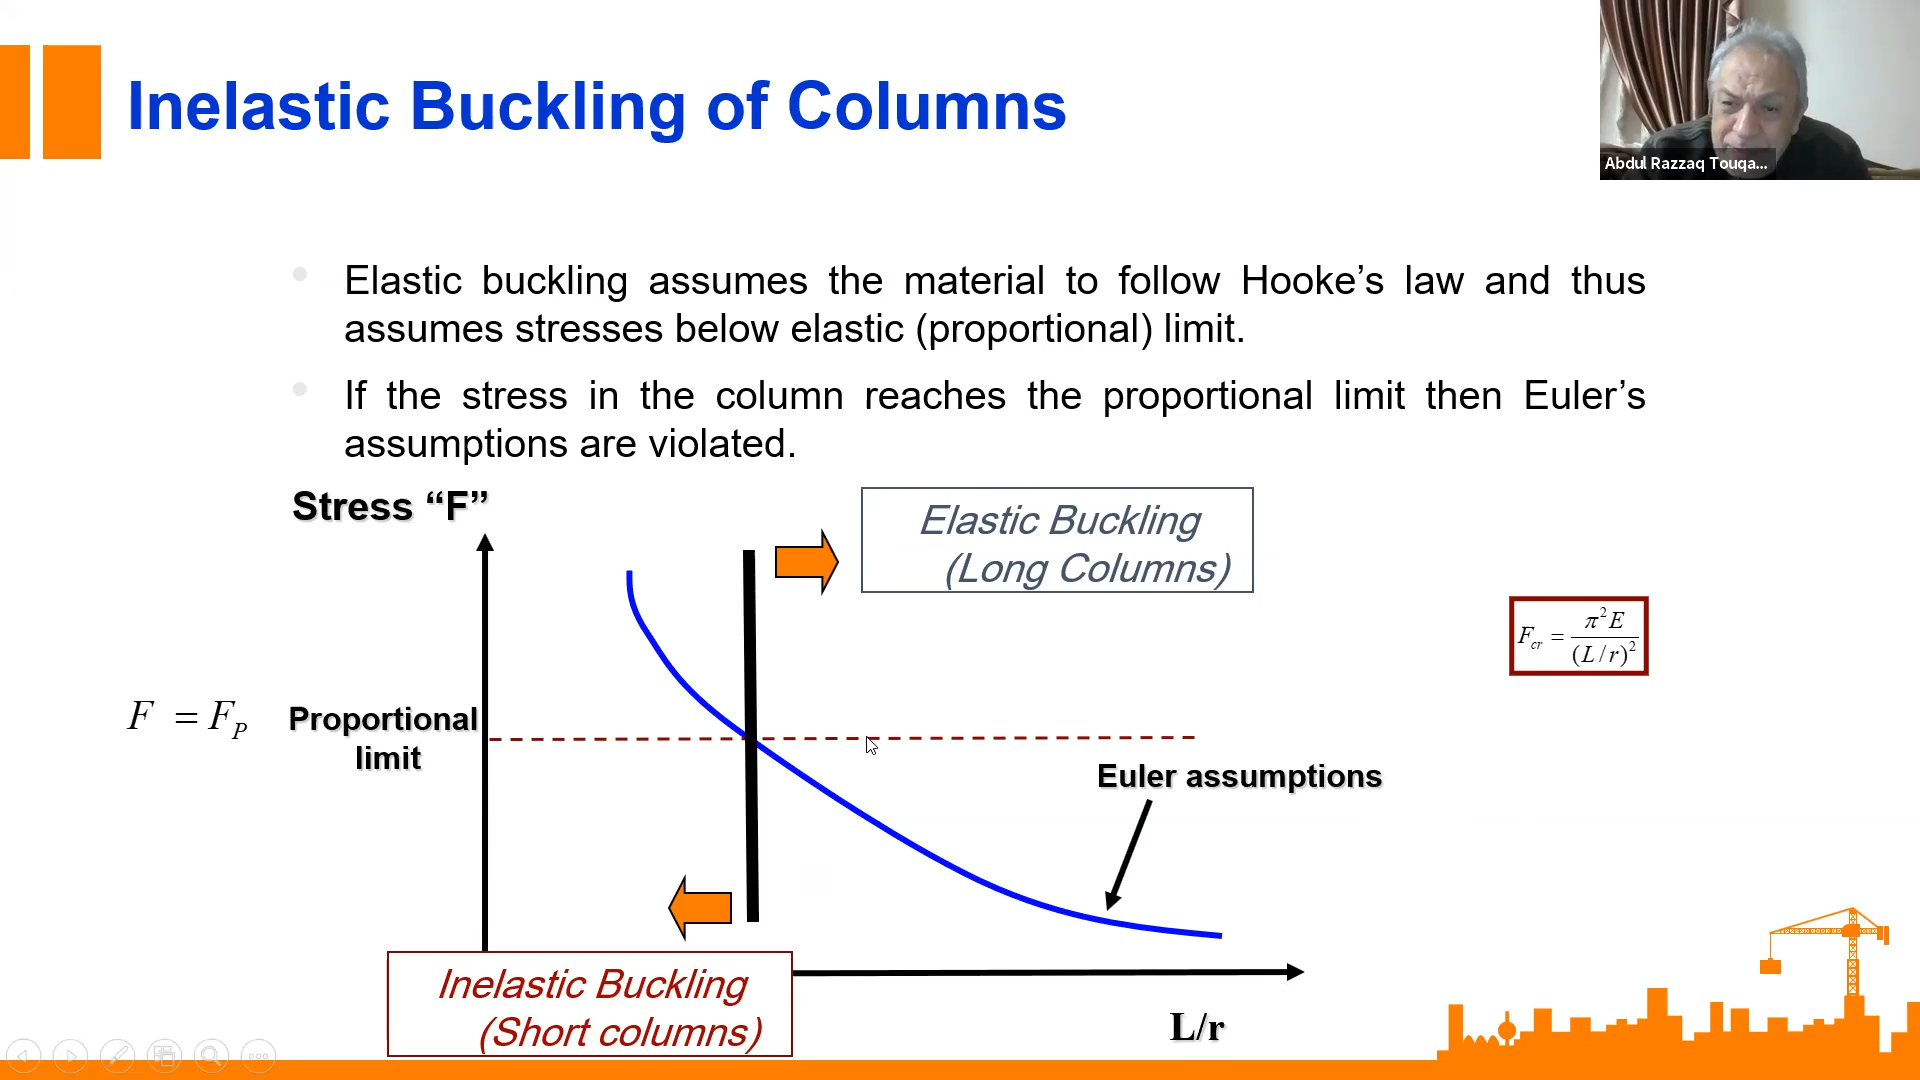 Inelastic Buckling of Columns
Abdul Razzaq Touqa...
Elastic buckling assumes the material to follow Hooke’s law and thus
assumes stresses below elastic (proportional) limit.
If the stress in the column reaches the proportional limit then Euler’s
assumptions are violated.
Stress “F”
Elastic Buckling
(Long Columns)
F_cr = π²E / (L/r)²
F = F_P
Proportional
limit
Euler assumptions
Inelastic Buckling
(Short columns)
L/r